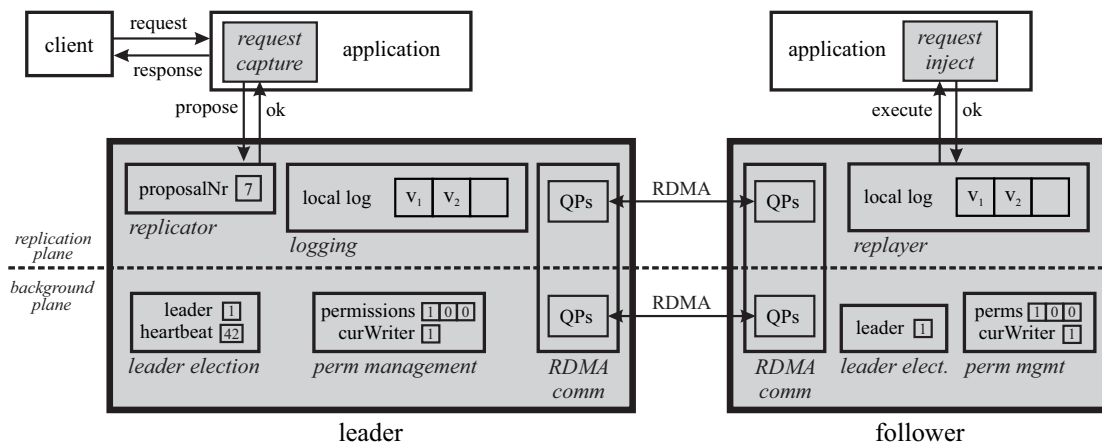 client
request
response
request
capture
application
propose
ok
application
request
inject
execute
ok
proposalNr 7
replicator
local log v1 v2
logging
QPs
RDMA
QPs
local log v1 v2
replayer
replication
plane
background
plane
leader 1
heartbeat 42
leader election
permissions 1 0 0
curWriter 1
perm management
QPs
RDMA
comm
RDMA
QPs
RDMA
comm
leader 1
leader elect.
perms 1 0 0
curWriter 1
perm mgmt
leader
follower